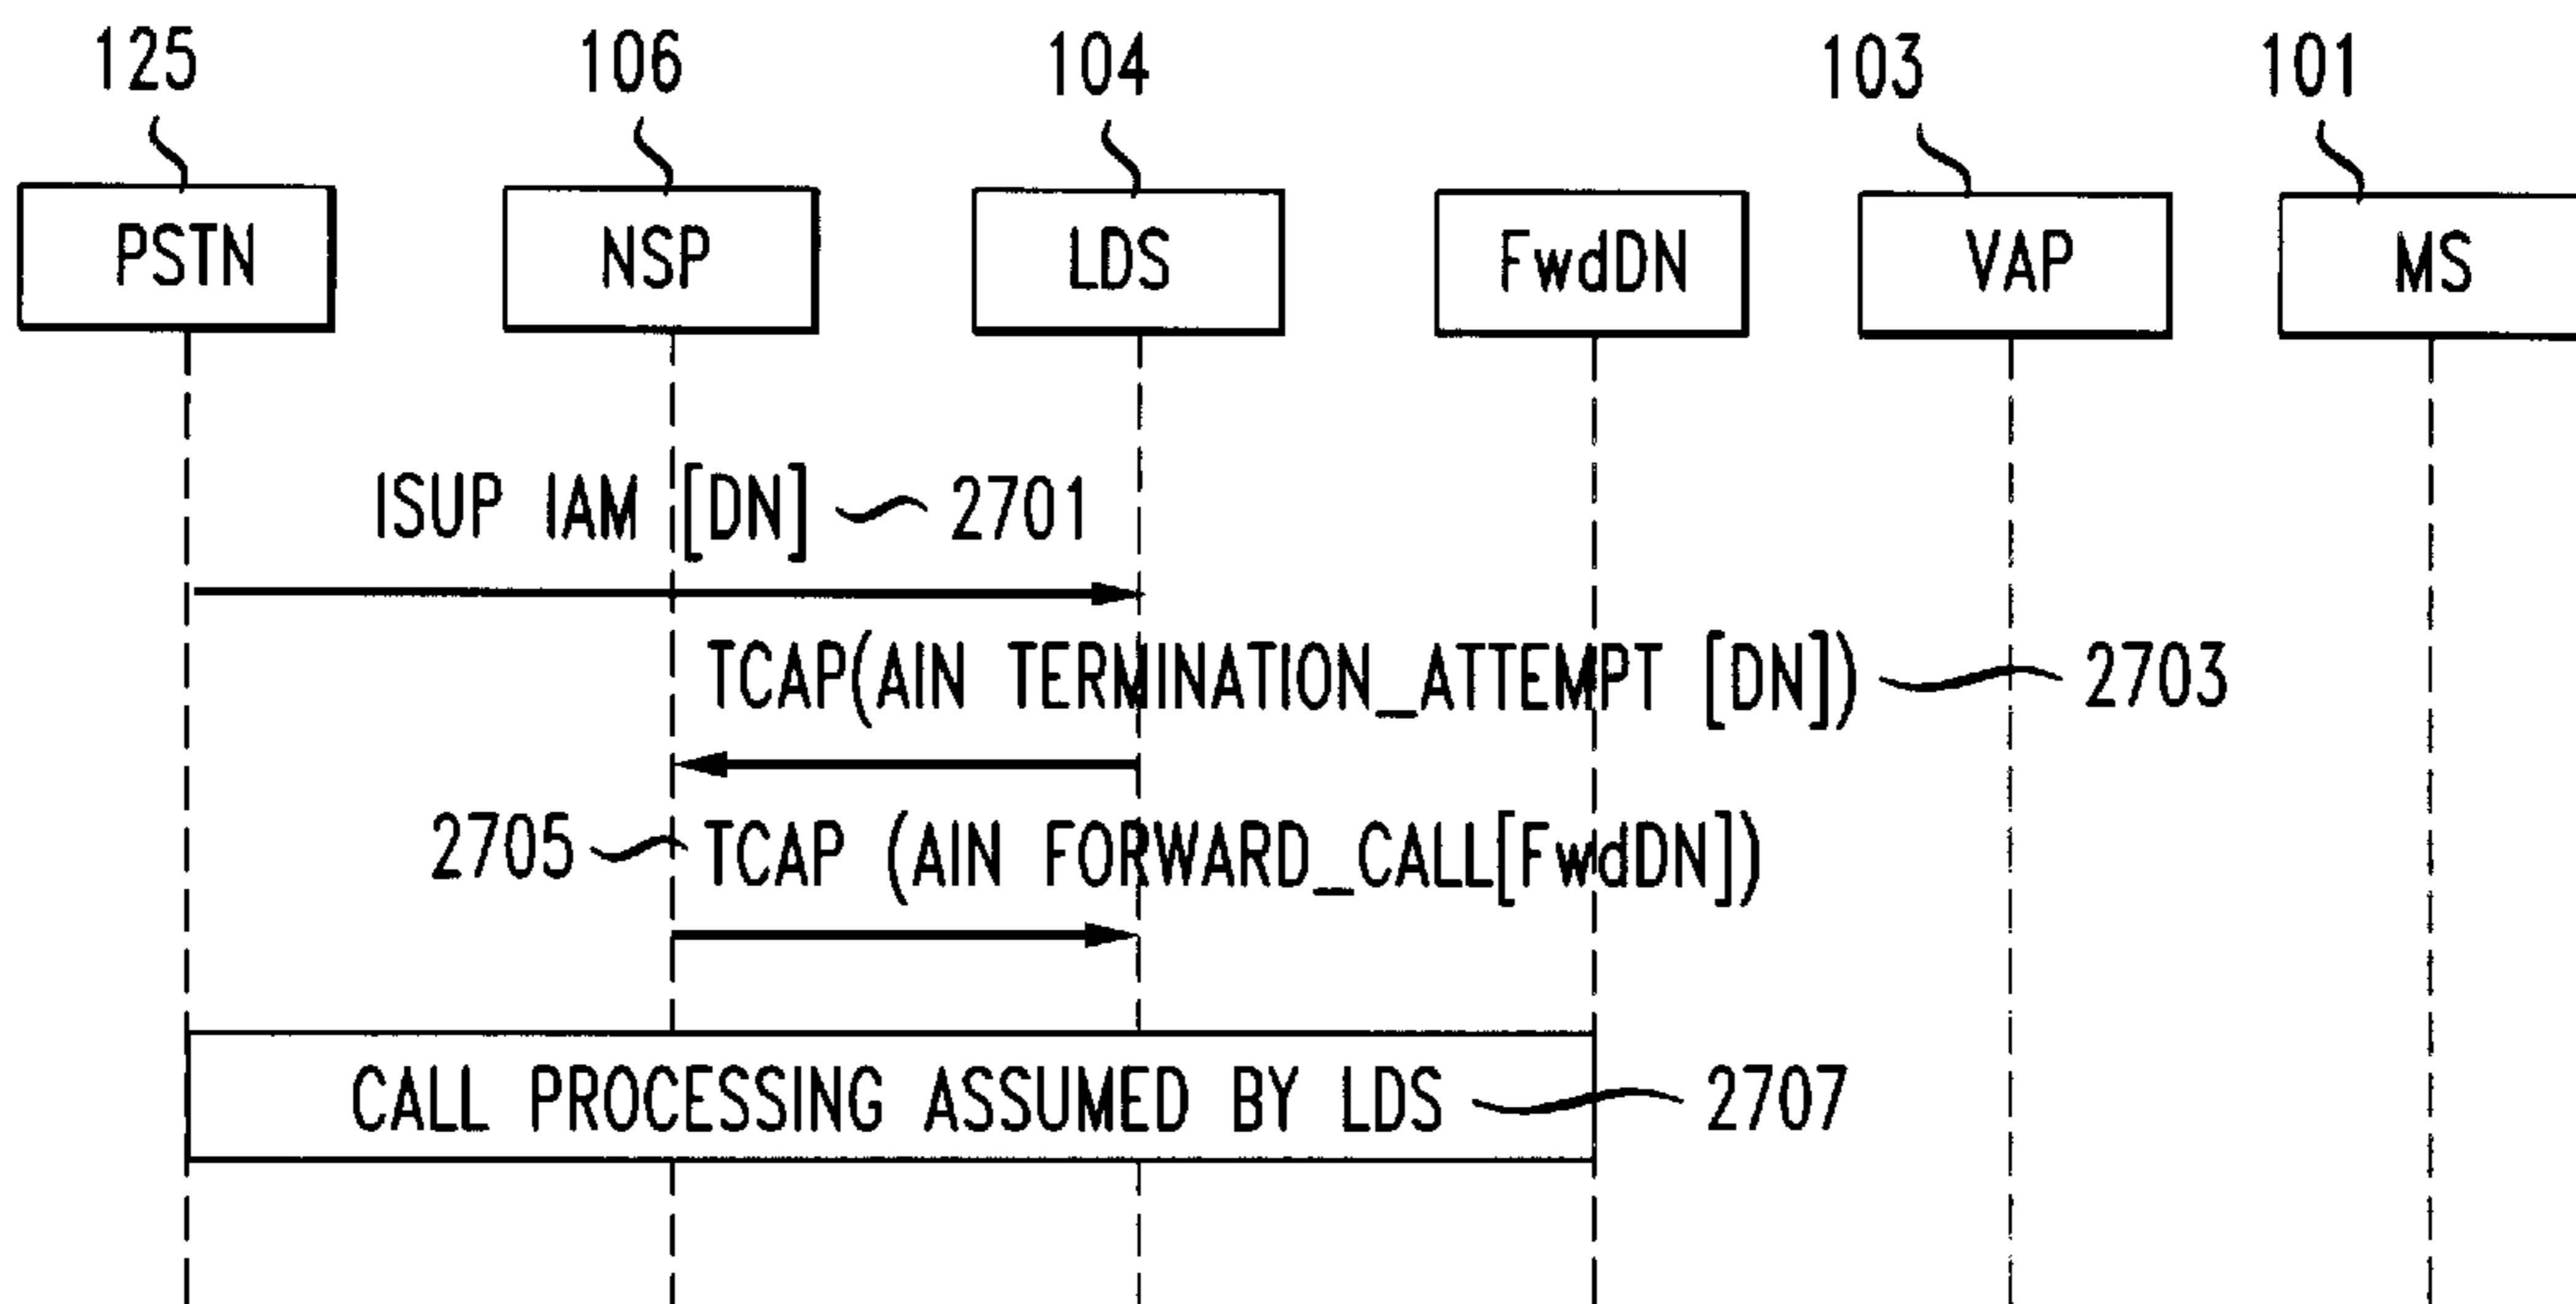 125 106 104 103 101
PSTN NSP LDS FwdDN VAP MS
ISUP IAM [DN] 2701
TCAP(AIN TERMINATION_ATTEMPT [DN]) 2703
2705 TCAP (AIN FORWARD_CALL[FwdDN])
CALL PROCESSING ASSUMED BY LDS 2707